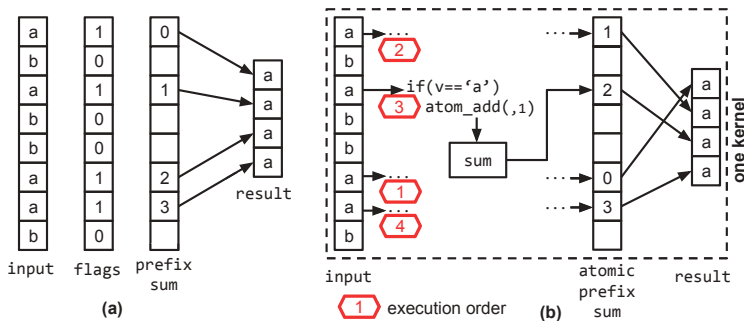 a
b
a
b
b
a
a
b
input
1
0
1
0
0
1
1
0
flags
0
1
2
3
prefix
sum
a
a
a
a
result
(a)
a
b
a
b
b
a
a
b
input
...
2
if(v==‘a’)
3
atom_add(,1)
sum
...
1
...
4
1 execution order
...
...
...
1
2
0
3
atomic
prefix
sum
a
a
a
a
result
one kernel
(b)